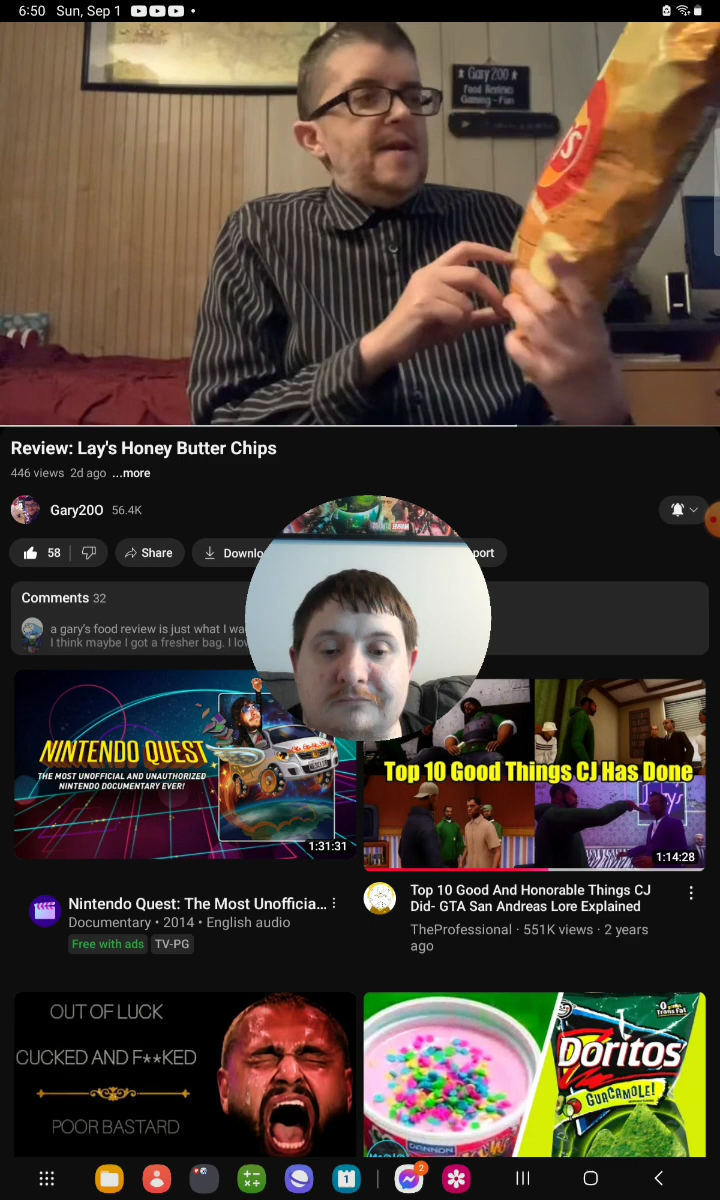 6:50 Sun, Sep 1
★ Gary200 ★
Food Reviews
Gaming - Fun
Review: Lay's Honey Butter Chips
446 views 2d ago ...more
Gary20O 56.4K
58
Share
Downlo
port
Comments 32
a gary's food review is just what I wa
I think maybe I got a fresher bag. I lov
NINTENDO QUEST
THE MOST UNOFFICIAL AND UNAUTHORIZED
NINTENDO DOCUMENTARY EVER!
1:31:31
Top 10 Good Things CJ Has Done
1:14:28
Nintendo Quest: The Most Unofficia...
Documentary • 2014 • English audio
Free with ads TV-PG
Top 10 Good And Honorable Things CJ
Did- GTA San Andreas Lore Explained
TheProfessional · 551K views · 2 years
ago
OUT OF LUCK
CUCKED AND F**KED
POOR BASTARD
DANNON
0g Trans Fat
Doritos
GUACAMOLE!
1
2